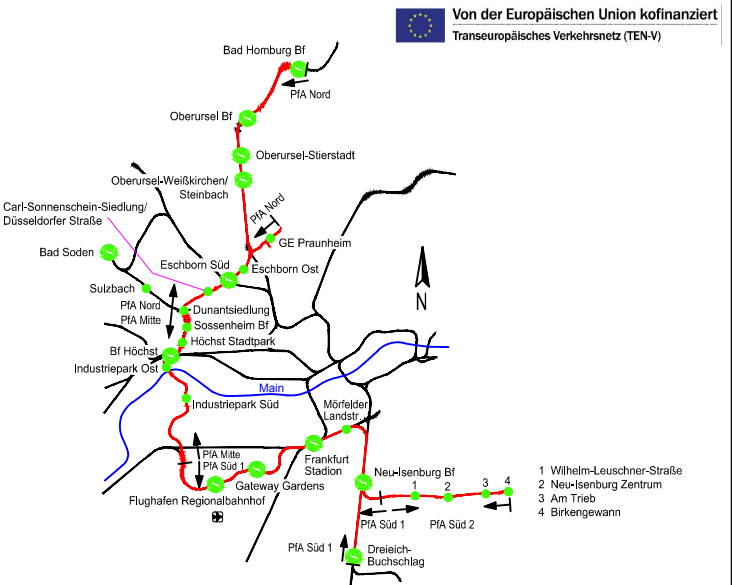 Von der Europäischen Union kofinanziert
Transeuropäisches Verkehrsnetz (TEN-V)
Bad Homburg Bf
PfA Nord
Oberursel Bf
Oberursel-Stierstadt
Oberursel-Weißkirchen/
Steinbach
Carl-Sonnenschein-Siedlung/
Düsseldorfer Straße
PfA Nord
GE Praunheim
Bad Soden
Eschborn Süd
Eschborn Ost
Sulzbach
PfA Nord
PfA Mitte
Dunantsiedlung
Sossenheim Bf
Höchst Stadtpark
N
Bf Höchst
Industriepark Ost
Main
Industriepark Süd
Mörfelder
Landstr.
PfA Mitte
PfA Süd 1
Frankfurt
Stadion
Gateway Gardens
Flughafen Regionalbahnhof
Neu-Isenburg Bf
1
2
3
4
1 Wilhelm-Leuschner-Straße
2 Neu-Isenburg Zentrum
3 Am Trieb
4 Birkengewann
PfA Süd 1
PfA Süd 2
PfA Süd 1
Dreieich-
Buchschlag